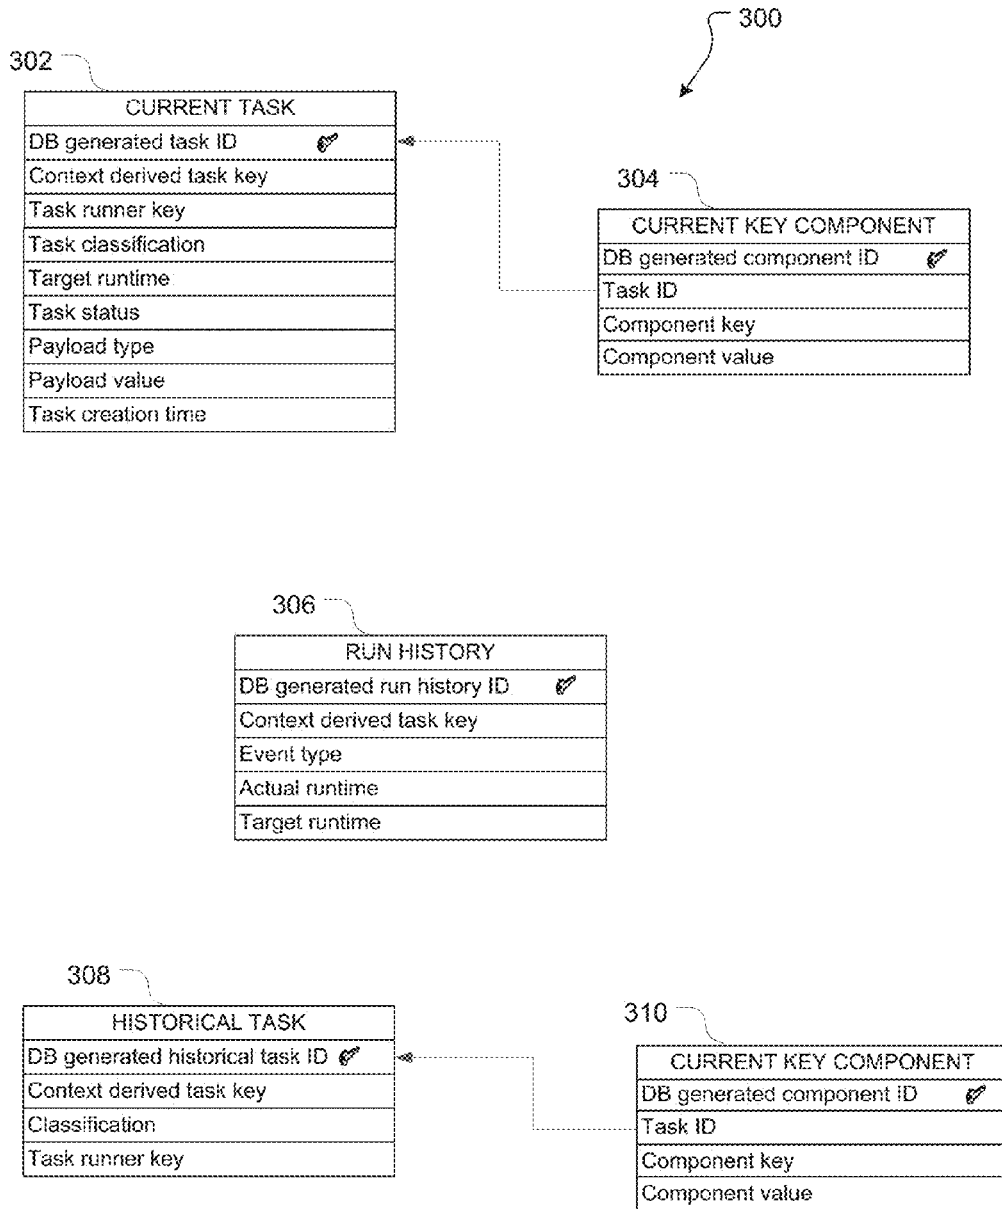 300
302
CURRENT TASK
DB generated task ID
Context derived task key
Task runner key
Task classification
Target runtime
Task status
Payload type
Payload value
Task creation time
304
CURRENT KEY COMPONENT
DB generated component ID
Task ID
Component key
Component value
306
RUN HISTORY
DB generated run history ID
Context derived task key
Event type
Actual runtime
Target runtime
308
HISTORICAL TASK
DB generated historical task ID
Context derived task key
Classification
Task runner key
310
CURRENT KEY COMPONENT
DB generated component ID
Task ID
Component key
Component value